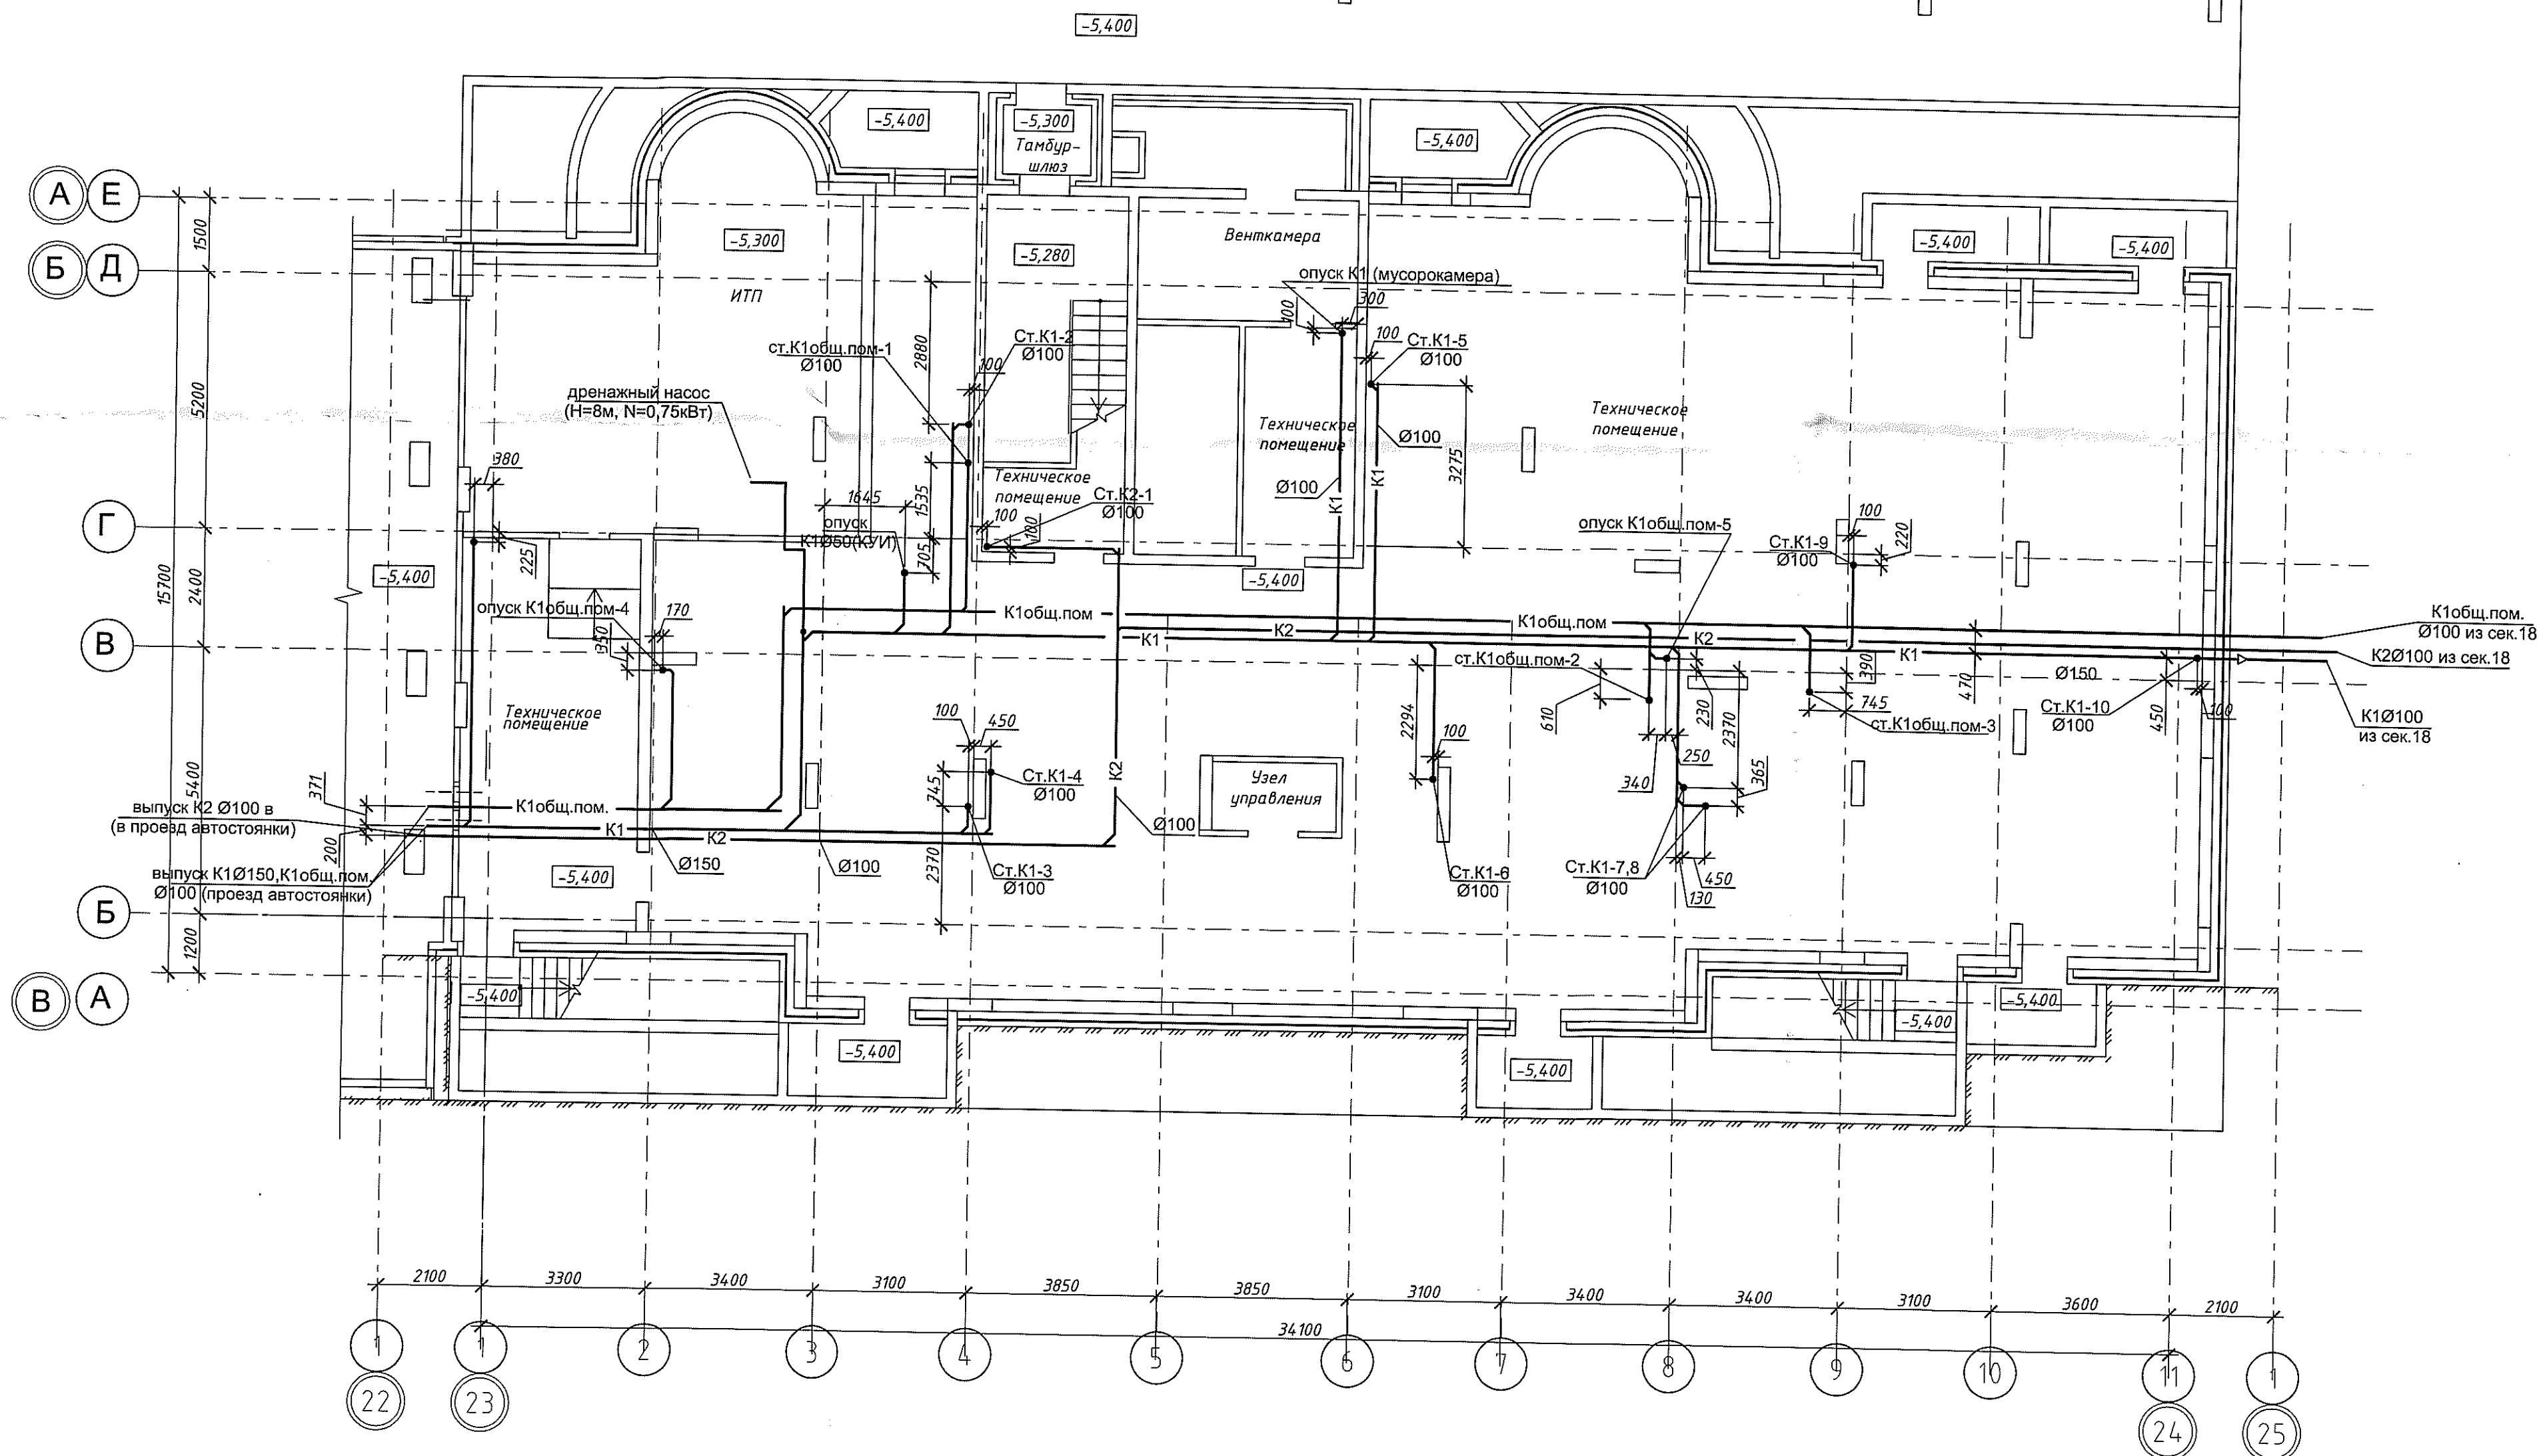 -5,400
-5,400
-5,300
Тамбур-
шлюз
-5,400
А Е
1500
-5,300
-5,280
Венткамера
-5,400
-5,400
Б Д
ИТП
опуск К1 (мусорокамера)
100
300
ст.К1общ.пом-1
Ø100
2880
Ст.К1-2
Ø100
100
100
Ст.К1-5
Ø100
дренажный насос
(Н=8м, N=0,75кВт)
5200
Техническое
помещение
Техническое
помещение
Ø100
К1
3275
380
1645
1535
Техническое
помещение
Ст.К2-1
Ø100
100
100
Ø100
К1
Г
опуск
К1Ø50(КУИ)
705
опуск К1общ.пом-5
Ст.К1-9
Ø100
100
220
225
15700
2400
-5,400
-5,400
опуск К1общ.пом-4
170
350
К1общ.пом
К1общ.пом
К1общ.пом.
Ø100 из сек.18
В
К1
К2
К2
К1
К2Ø100 из сек.18
ст.К1общ.пом-2
390
470
Ø150
610
230
2370
745
ст.К1общ.пом-3
Ст.К1-10
Ø100
450
100
К1Ø100
из сек.18
Техническое
помещение
100
450
2294
100
340
250
365
5400
371
745
Ст.К1-4
Ø100
К2
Узел
управления
выпуск К2 Ø100 в
(в проезд автостоянки)
К1общ.пом.
К1
К2
Ø100
200
Ø150
Ø100
2370
Ст.К1-3
Ø100
Ст.К1-6
Ø100
Ст.К1-7,8
Ø100
450
130
выпуск К1Ø150,К1общ.пом.
Ø100 (проезд автостоянки)
-5,400
Б
1200
В А
-5,400
-5,400
-5,400
-5,400
-5,400
2100
3300
3400
3100
3850
3850
3100
3400
3400
3100
3600
2100
34100
1 1 2 3 4 5 6 7 8 9 10 11 1
22 23 24 25